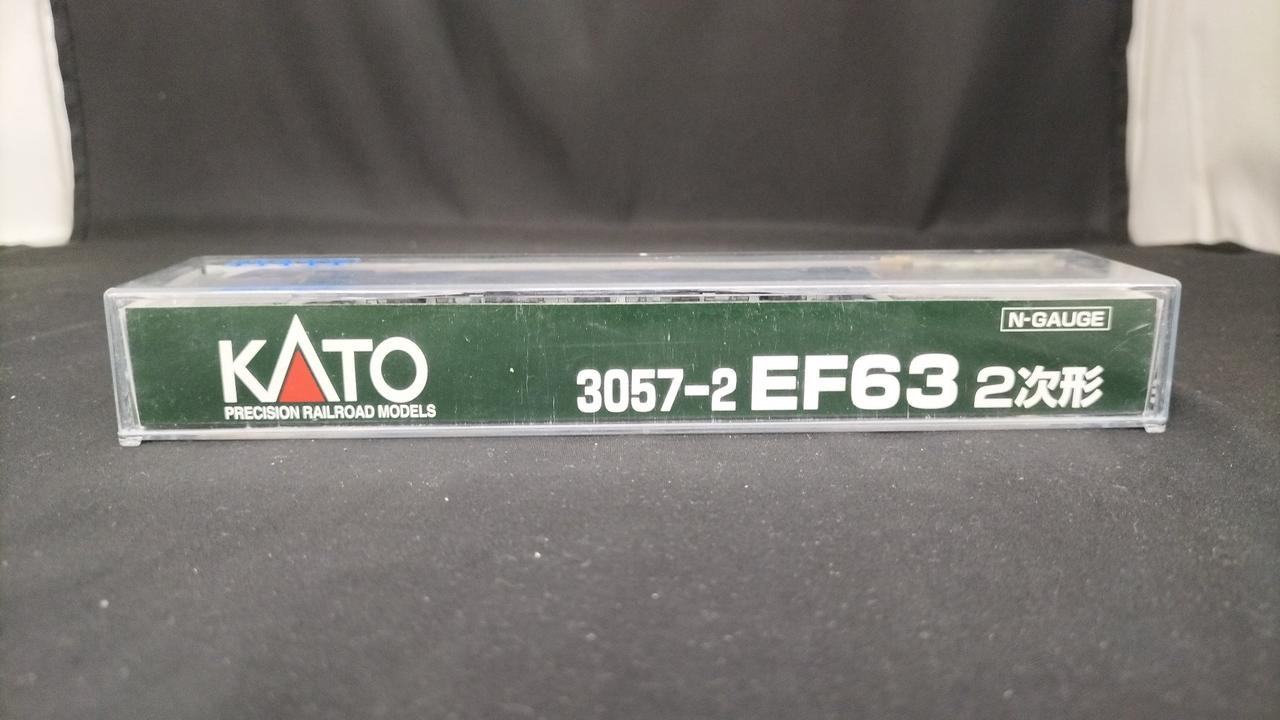 N-GAUGE
KATO
PRECISION RAILROAD MODELS
3057-2 EF63 2次形